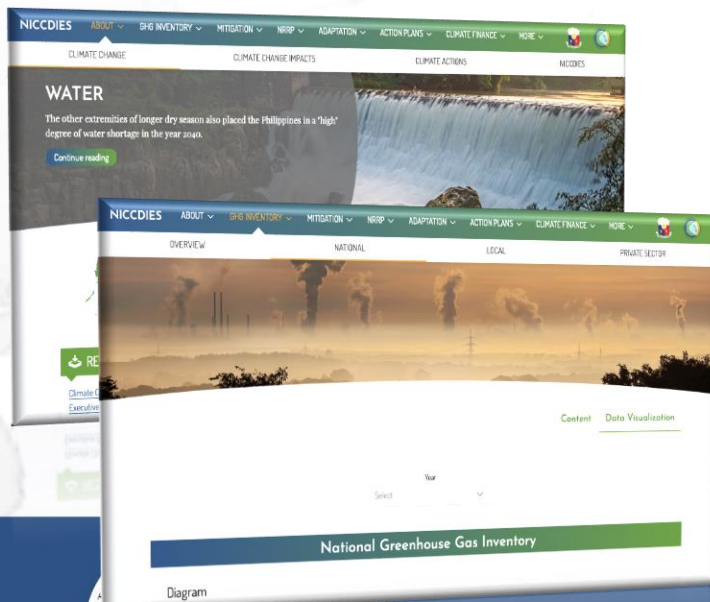 NICCDIES ABOUT GHG INVENTORY MITIGATION NRRP ADAPTATION ACTION PLANS CLIMATE FINANCE MORE
CLIMATE CHANGE CLIMATE CHANGE IMPACTS CLIMATE ACTIONS NICCDIES
WATER
The other extremities of longer dry season also placed the Philippines in a "high"
degree of water shortage in the year 2040.
Continue reading
RE
Climate C
Executive
NICCDIES ABOUT GHG INVENTORY MITIGATION NRRP ADAPTATION ACTION PLANS CLIMATE FINANCE MORE
OVERVIEW NATIONAL LOCAL PRIVATE SECTOR
Content Data Visualization
Year
Select
National Greenhouse Gas Inventory
Diagram